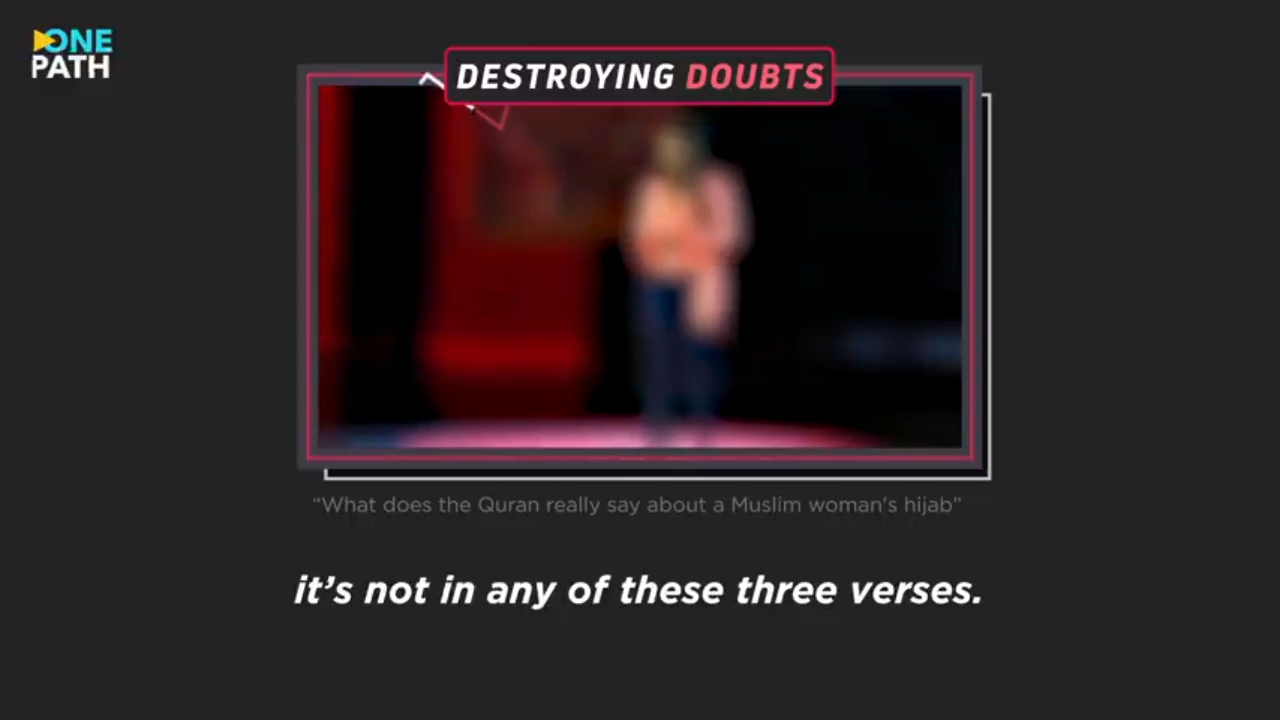 ONE
PATH
DESTROYING DOUBTS
“What does the Quran really say about a Muslim woman's hijab”
it’s not in any of these three verses.